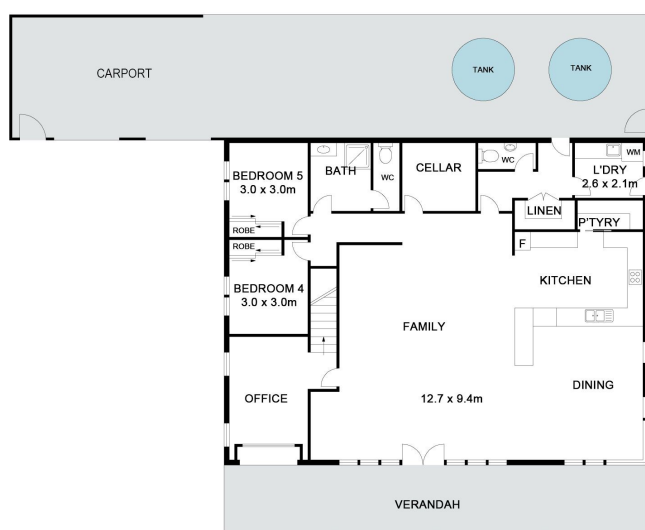 CARPORT
TANK
TANK
BEDROOM 5
3.0 x 3.0m
ROBE
BATH
WC
CELLAR
WC
WM
L'DRY
2.6 x 2.1m
LINEN
P'TYRY
ROBE
BEDROOM 4
3.0 x 3.0m
F
KITCHEN
FAMILY
12.7 x 9.4m
DINING
OFFICE
VERANDAH